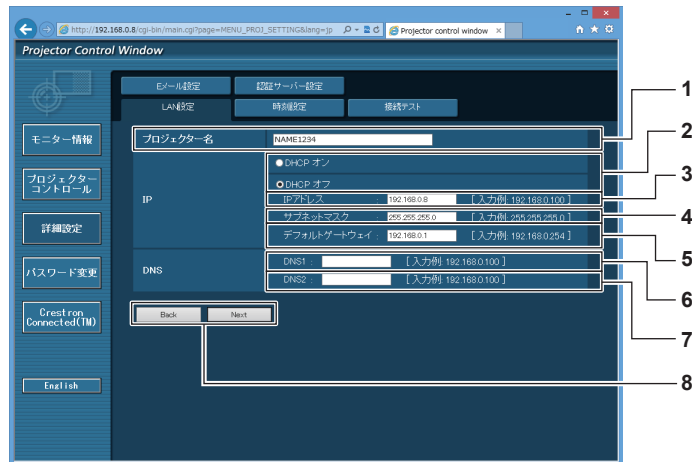 http://192.168.0.8/cgi-bin/main.cgi?page=MENU_PROJ_SETTING&lang=jp
Projector control window
Projector Control Window
Eメール設定 認証サーバー設定
LAN設定 時刻設定 接続テスト
1
モニター情報
プロジェクター名 NAME1234
2
DHCP オン
プロジェクター
コントロール
DHCP オフ
3
IP
IPアドレス : 192.168.0.8 [ 入力例: 192.168.0.100 ]
サブネットマスク : 255.255.255.0 [ 入力例: 255.255.255.0 ]
4
詳細設定
デフォルトゲートウェイ : 192.168.0.1 [ 入力例: 192.168.0.254 ]
5
DNS
DNS1 : [ 入力例: 192.168.0.100 ]
6
パスワード変更
DNS2 : [ 入力例: 192.168.0.100 ]
7
Crestron
Connected(TM)
Back Next
8
English